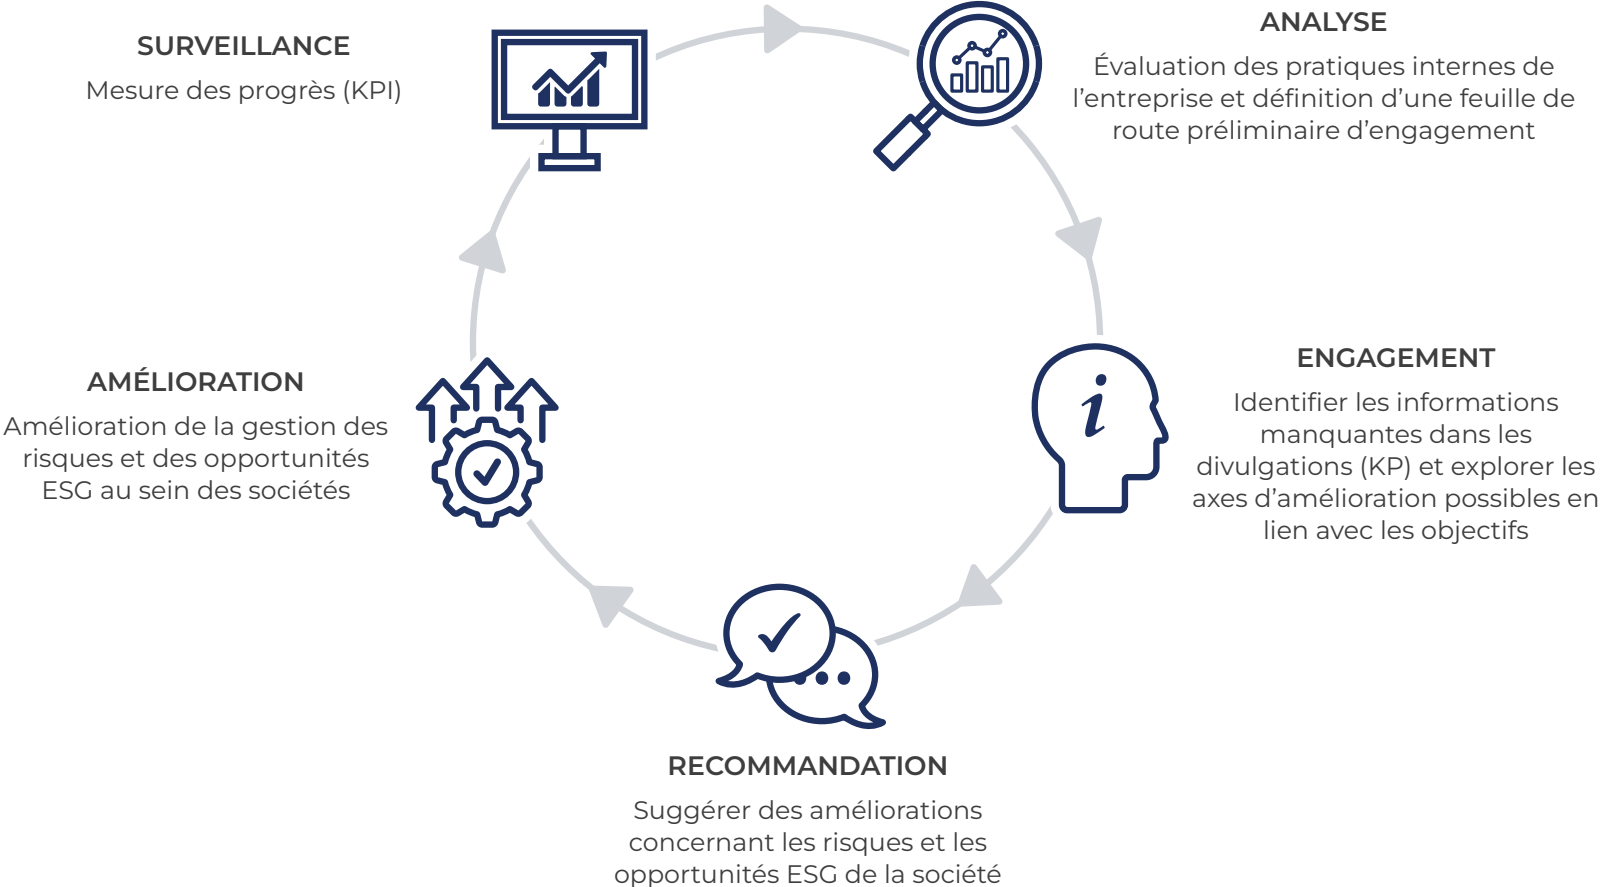 SURVEILLANCE
Mesure des progrès (KPI)
ANALYSE
Évaluation des pratiques internes de
l’entreprise et définition d’une feuille de
route préliminaire d’engagement
ENGAGEMENT
Identifier les informations
manquantes dans les
divulgations (KP) et explorer les
axes d’amélioration possibles en
lien avec les objectifs
RECOMMANDATION
Suggérer des améliorations
concernant les risques et les
opportunités ESG de la société
AMÉLIORATION
Amélioration de la gestion des
risques et des opportunités
ESG au sein des sociétés
i